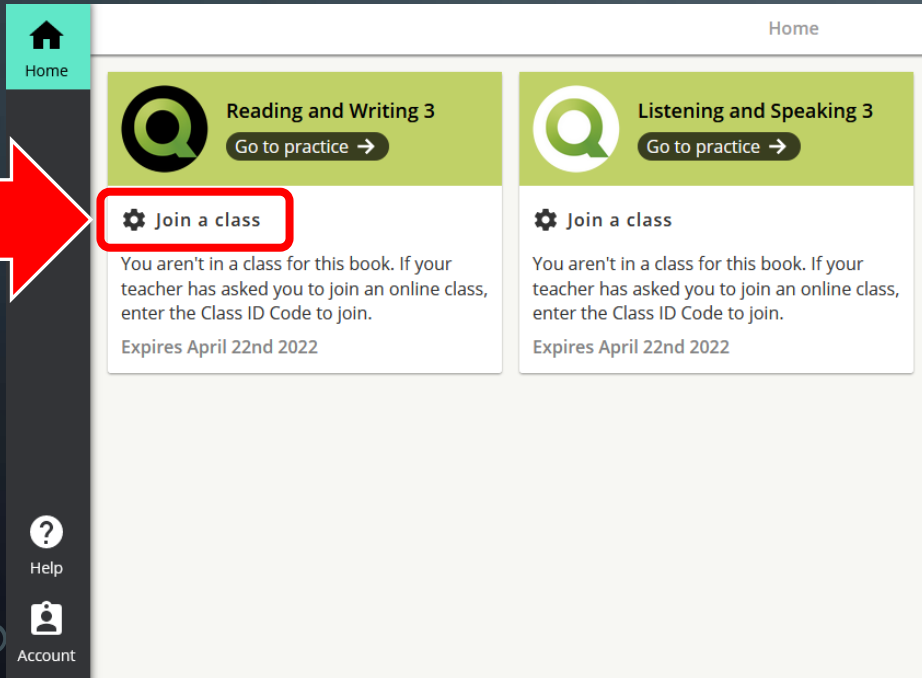 Home
Home
Reading and Writing 3
Go to practice →
Join a class
You aren't in a class for this book. If your
teacher has asked you to join an online class,
enter the Class ID Code to join.
Expires April 22nd 2022
Listening and Speaking 3
Go to practice →
Join a class
You aren't in a class for this book. If your
teacher has asked you to join an online class,
enter the Class ID Code to join.
Expires April 22nd 2022
Help
Account